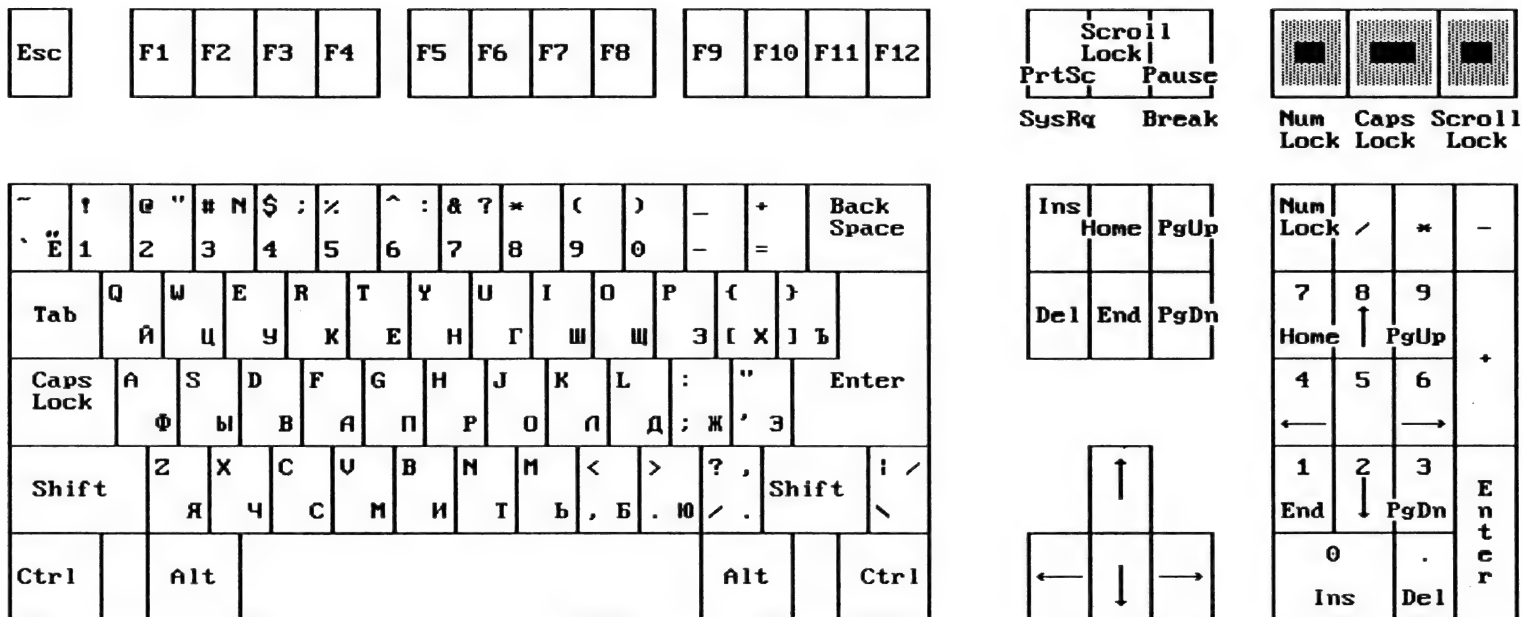 Esc F1 F2 F3 F4 F5 F6 F7 F8 F9 F10 F11 F12
Scroll
Lock
PrtSc Pause
SysRq Break
Num Caps Scroll
Lock Lock Lock
~ ! @ " # N $ ; % ^ : & ? * ( ) _ + Back
` Ё 1 2 3 4 5 6 7 8 9 0 - = Space
Ins Home PgUp
Num
Lock / * -
Q W E R T Y U I O P { }
Tab
Й Ц У К Е Н Г Ш Щ З [ Х ] Ъ
Del End PgDn
7 8 9
Home ↑ PgUp
+
Caps A S D F G H J K L : " Enter
Lock
Ф Ы В А П Р О Л Д ; Ж ' Э
4 5 6
← →
Z X C V B N M < > ? , ¦ /
Shift Shift
Я Ч С М И Т Ь , Б . Ю / . \
↑
1 2 3
End ↓ PgDn
Enter
Ctrl Alt Alt Ctrl
← ↓ →
0 .
Ins Del